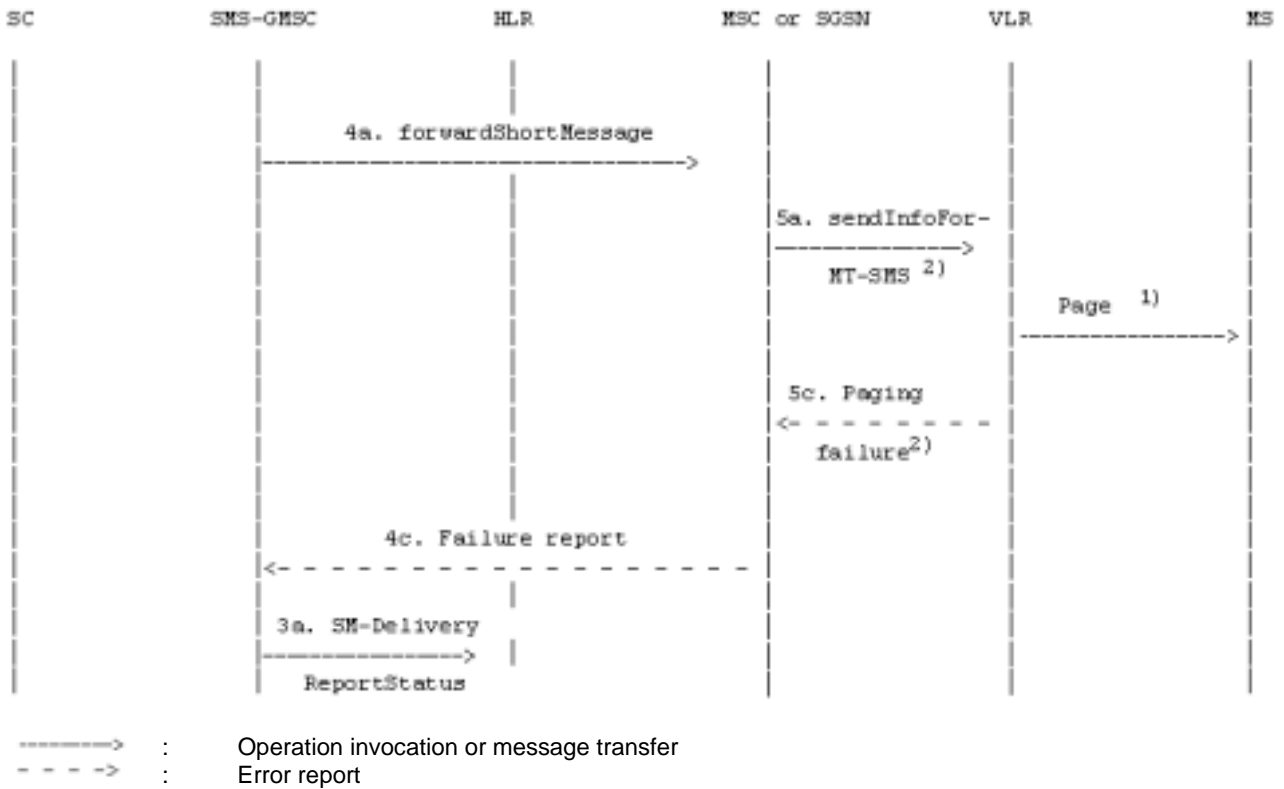 SC SMS-GMSC HLR MSC or SGSN VLR MS
4a. forwardShortMessage
5a. sendInfoFor-
MT-SMS 2)
Page 1)
5c. Paging
failure2)
4c. Failure report
3a. SM-Delivery
ReportStatus
: Operation invocation or message transfer
: Error report